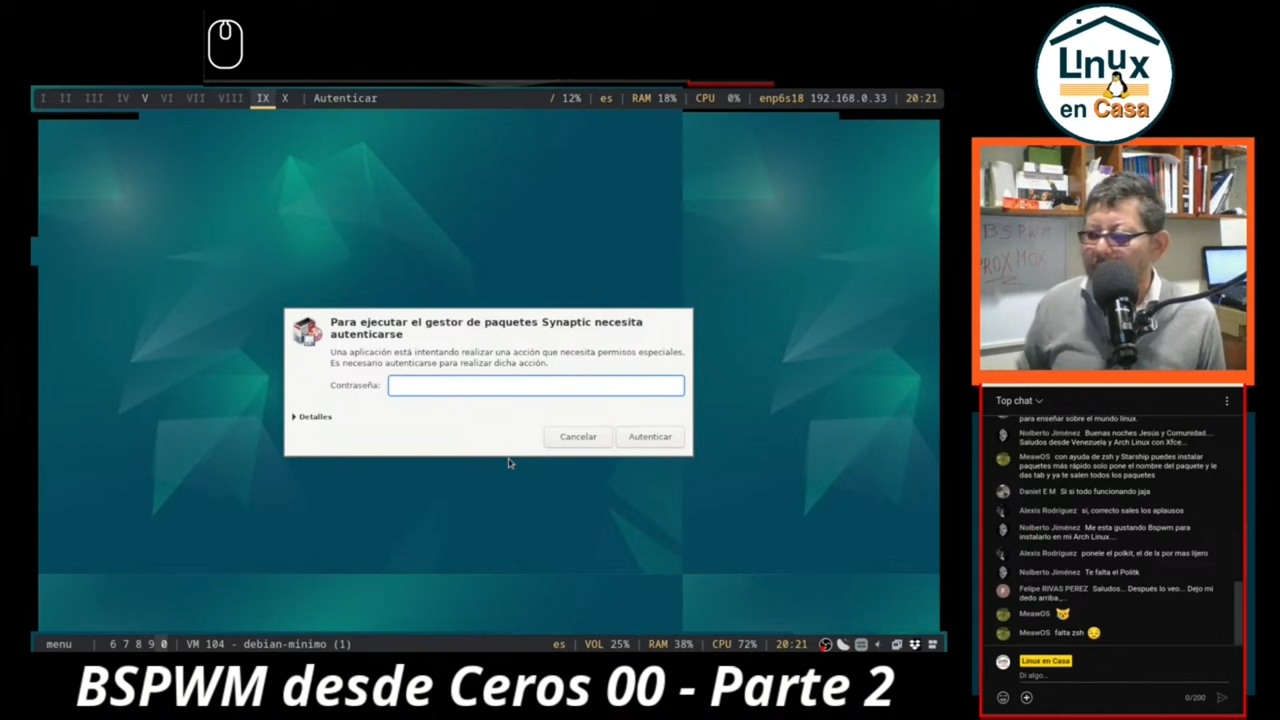 I II III IV V VI VII VIII IX X | Autenticar / 12% | es | RAM 18% | CPU 0% | enp6s18 192.168.0.33 | 20:21
Para ejecutar el gestor de paquetes Synaptic necesita
autenticarse
Una aplicación está intentando realizar una acción que necesita permisos especiales.
Es necesario autenticarse para realizar dicha acción.
Contraseña:
Detalles
Cancelar Autenticar
menu | 6 7 8 9 0 | VM 104 - debian-minimo (1) es | VOL 25% | RAM 38% | CPU 72% | 20:21
BSPWM desde Ceros 00 - Parte 2
Linux
en Casa
BSPWM
PROXMOX
Top chat
para enseñar sobre el mundo linux.
Nolberto Jiménez Buenas noches Jesús y Comunidad....
Saludos desde Venezuela y Arch Linux con Xfce...
MeawOS con ayuda de zsh y Starship puedes instalar
paquetes más rápido solo pone el nombre del paquete y le
das tab y ya te salen todos los paquetes
Daniel E M Si si todo funcionando jaja
Alexis Rodriguez si, correcto sales los aplausos
Nolberto Jiménez Me esta gustando Bspwm para
instalarlo en mi Arch Linux....
Alexis Rodriguez ponele el polkit, el de lx por mas lijero
Nolberto Jiménez Te falta el Politk
Felipe RIVAS PEREZ Saludos... Después lo veo... Dejo mi
dedo arriba,,..
MeawOS 😼
MeawOS falta zsh 😔
Linux en Casa
Di algo...
0/200